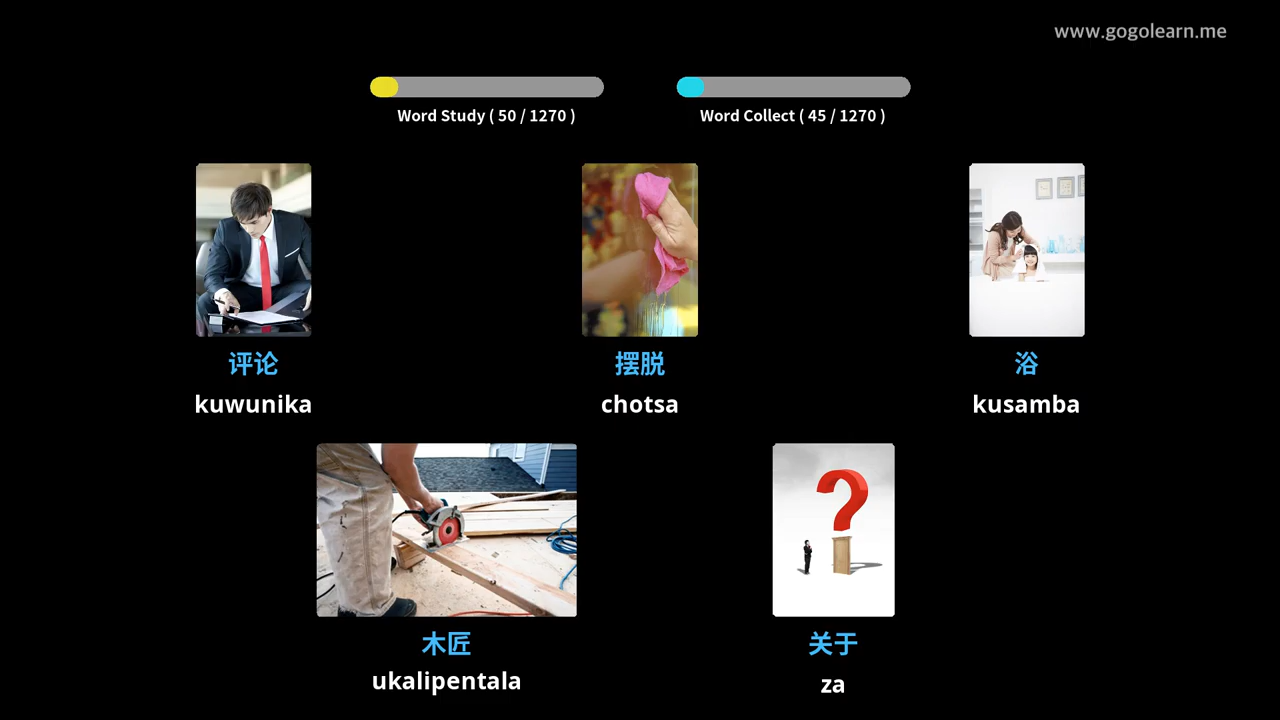 www.gogolearn.me
Word Study ( 50 / 1270 )
Word Collect ( 45 / 1270 )
评论
摆脱
浴
kuwunika
chotsa
kusamba
木匠
关于
ukalipentala
za